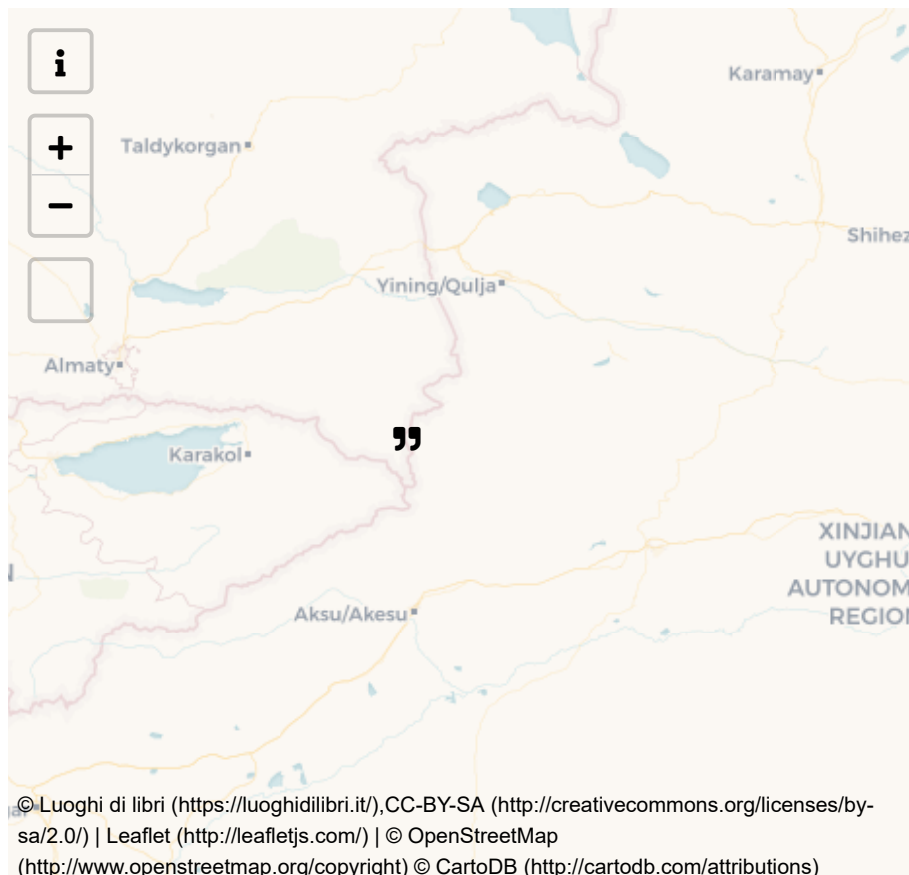 Karamay
Taldykorgan
Shihez
Yining/Qulja
Almaty
”
Karakol
XINJIAN
UYGHU
AUTONOM
REGIO
Aksu/Akesu
© Luoghi di libri (https://luoghidilibri.it/),CC-BY-SA (http://creativecommons.org/licenses/by-
sa/2.0/) | Leaflet (http://leafletjs.com/) | © OpenStreetMap
(http://www.openstreetmap.org/copyright) © CartoDB (http://cartodb.com/attributions)